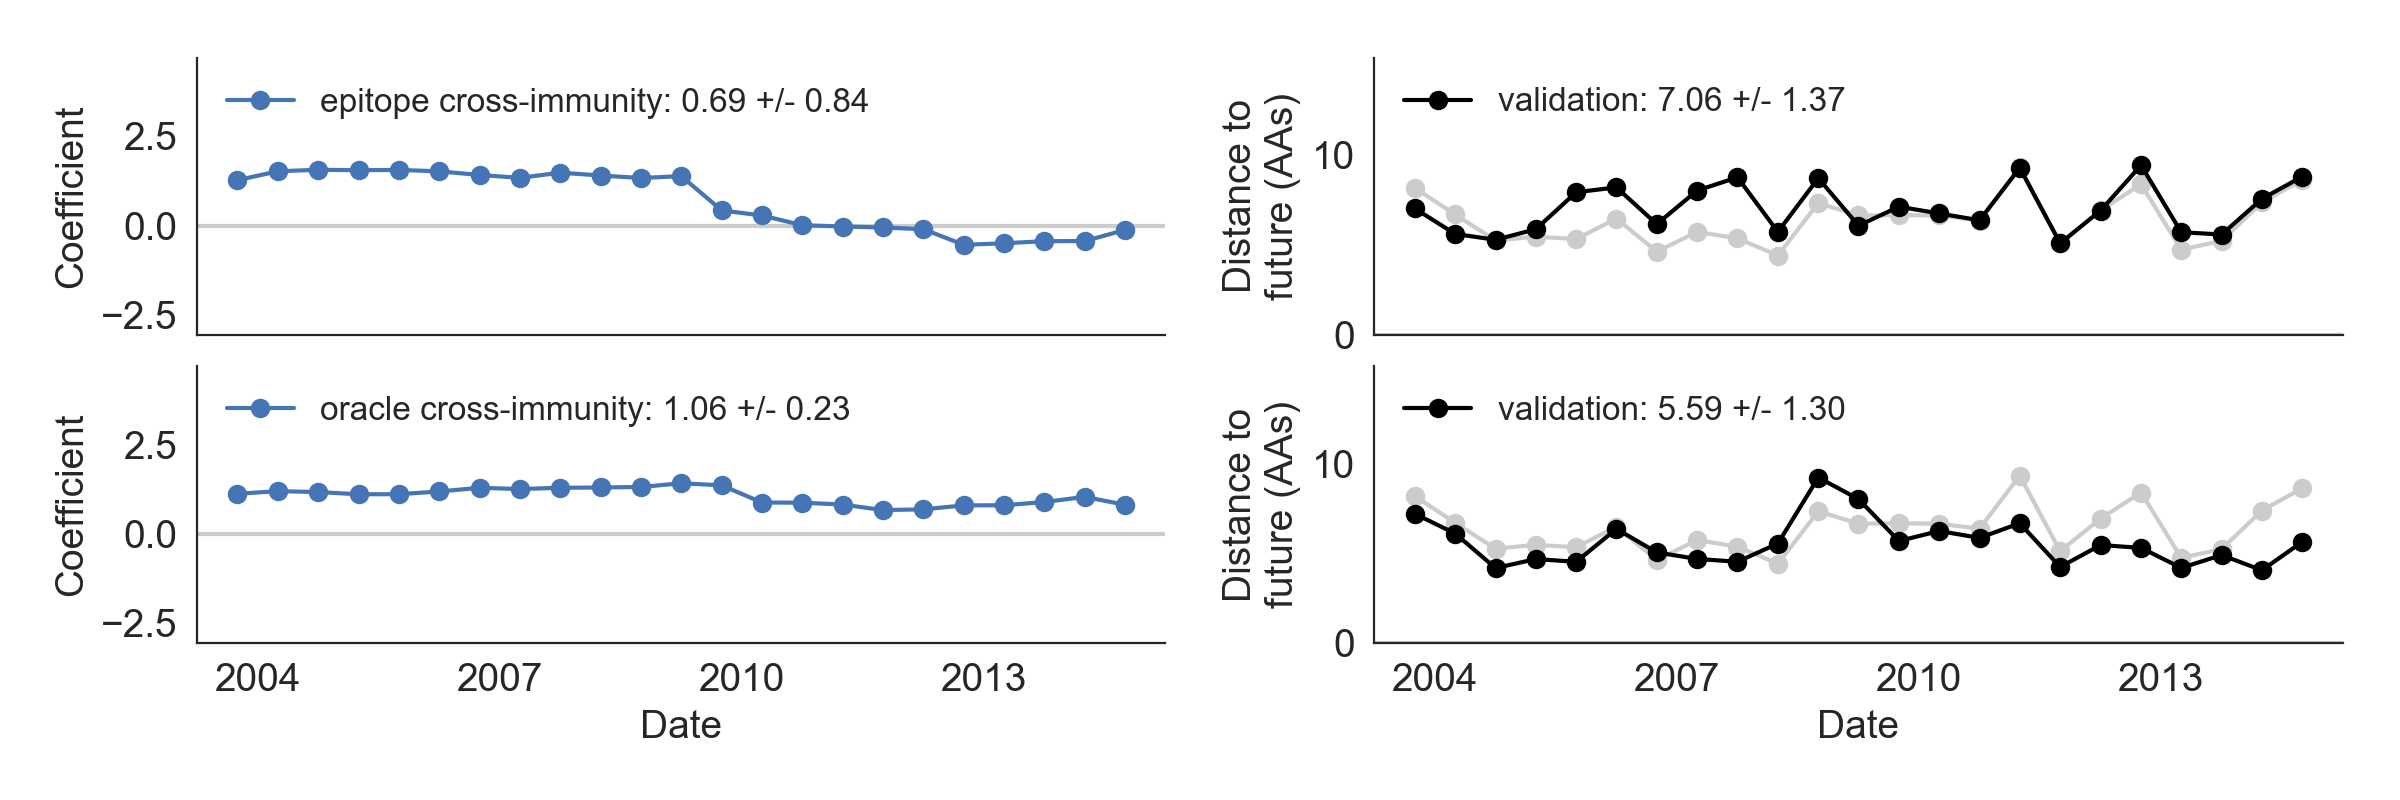 epitope cross-immunity: 0.69 +/- 0.84
Coefficient
2.5
0.0
−2.5
validation: 7.06 +/- 1.37
Distance to
future (AAs)
10
0
oracle cross-immunity: 1.06 +/- 0.23
Coefficient
2.5
0.0
−2.5
2004 2007 2010 2013
Date
validation: 5.59 +/- 1.30
Distance to
future (AAs)
10
0
2004 2007 2010 2013
Date